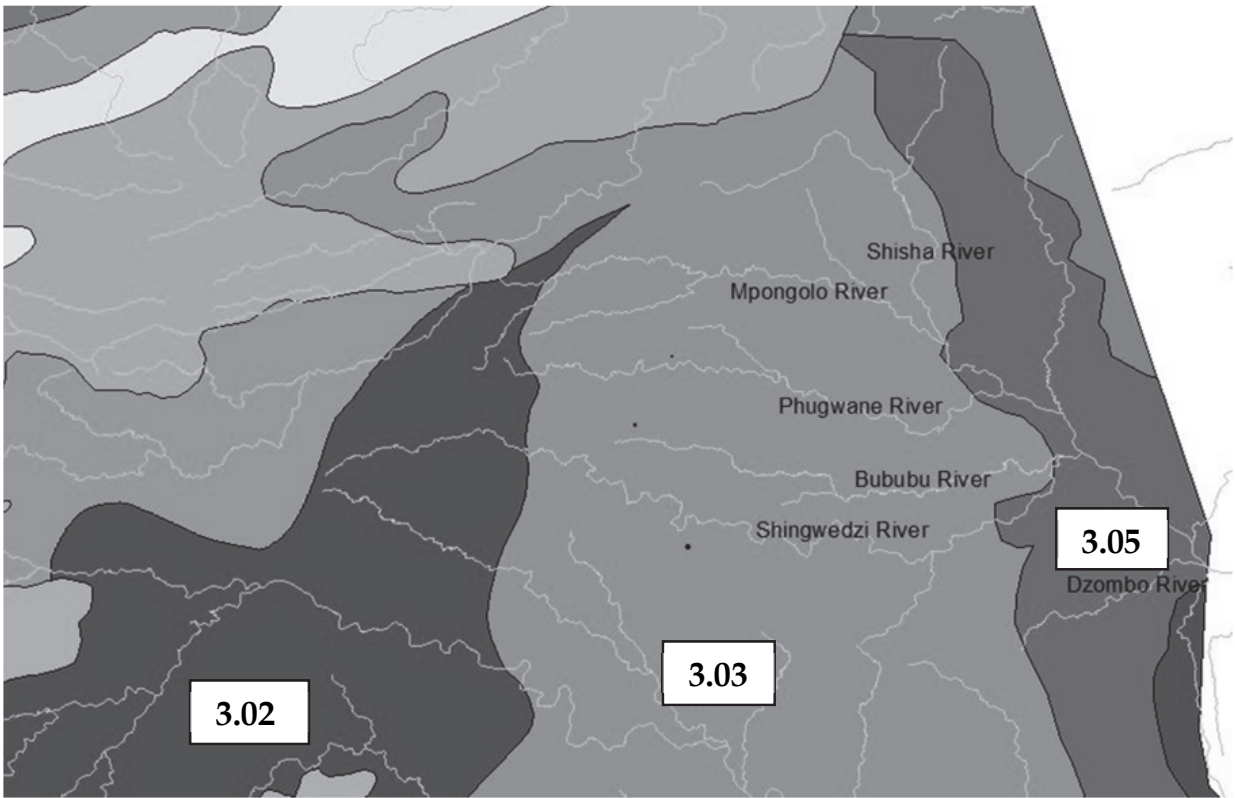 Shisha River
Mpongolo River
Phugwane River
Bububu River
Shingwedzi River
3.05
Dzombo River
3.03
3.02